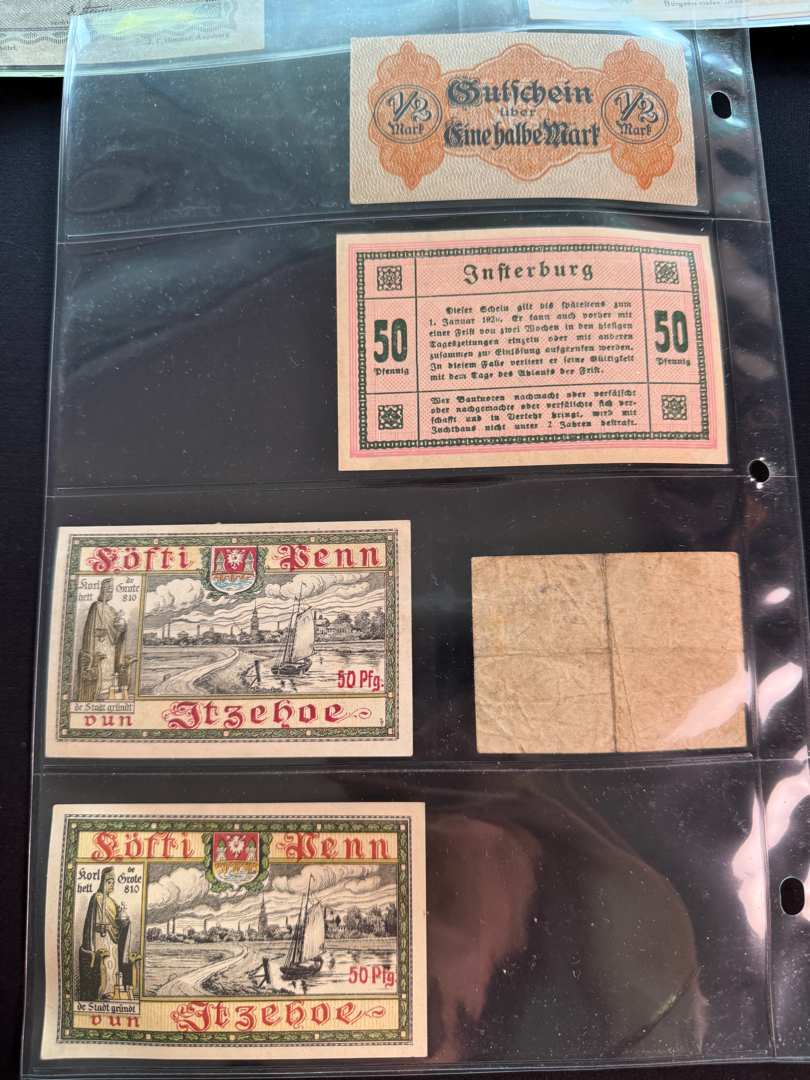 J. P. Himmer, Augsburg
1/2
Mark
Gutschein
über
Eine halbe Mark
1/2
Mark
Insterburg
50
Pfennig
Dieser Schein gilt bis spätestens zum
1. Januar 192 . Er kann auch vorher mit
einer Frist von zwei Wochen in den hiesigen
Tageszeitungen einzeln oder mit anderen
zusammen zur Einlösung aufgerufen werden.
In diesem Falle verliert er seine Gültigkeit
mit dem Tage des Ablaufs der Frist.
50
Pfennig
Wer Banknoten nachmacht oder verfälscht
oder nachgemachte oder verfälschte sich ver-
schafft und in Verkehr bringt, wird mit
Zuchthaus nicht unter 2 Jahren bestraft.
Föfti Penn
Korl de
hett Grote
810
50 Pfg.
de Stadt gründt
vun Itzehoe
Föfti Penn
Korl de
hett Grote
810
50 Pfg.
de Stadt gründt
vun Itzehoe